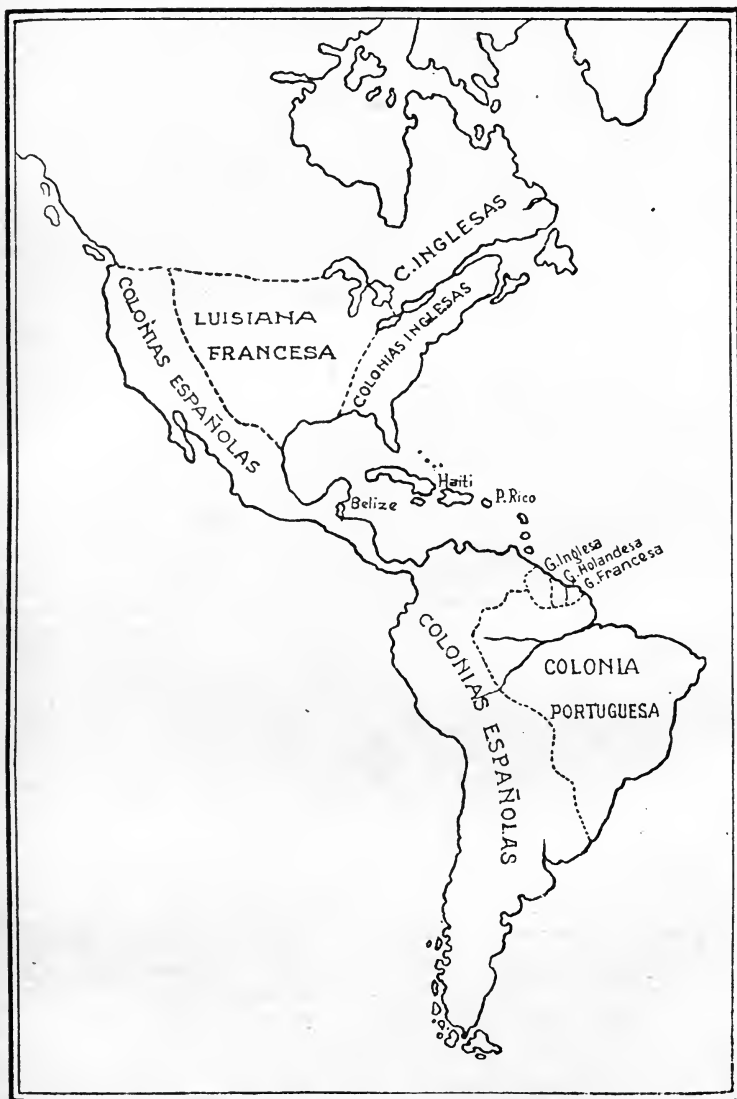 C. INGLESAS
COLONIAS INGLESAS
LUISIANA
FRANCESA
COLONIAS ESPAÑOLAS
Haiti
P. Rico
Belize
G. Inglesa
G. Holandesa
G. Francesa
COLONIAS ESPAÑOLAS
COLONIA
PORTUGUESA